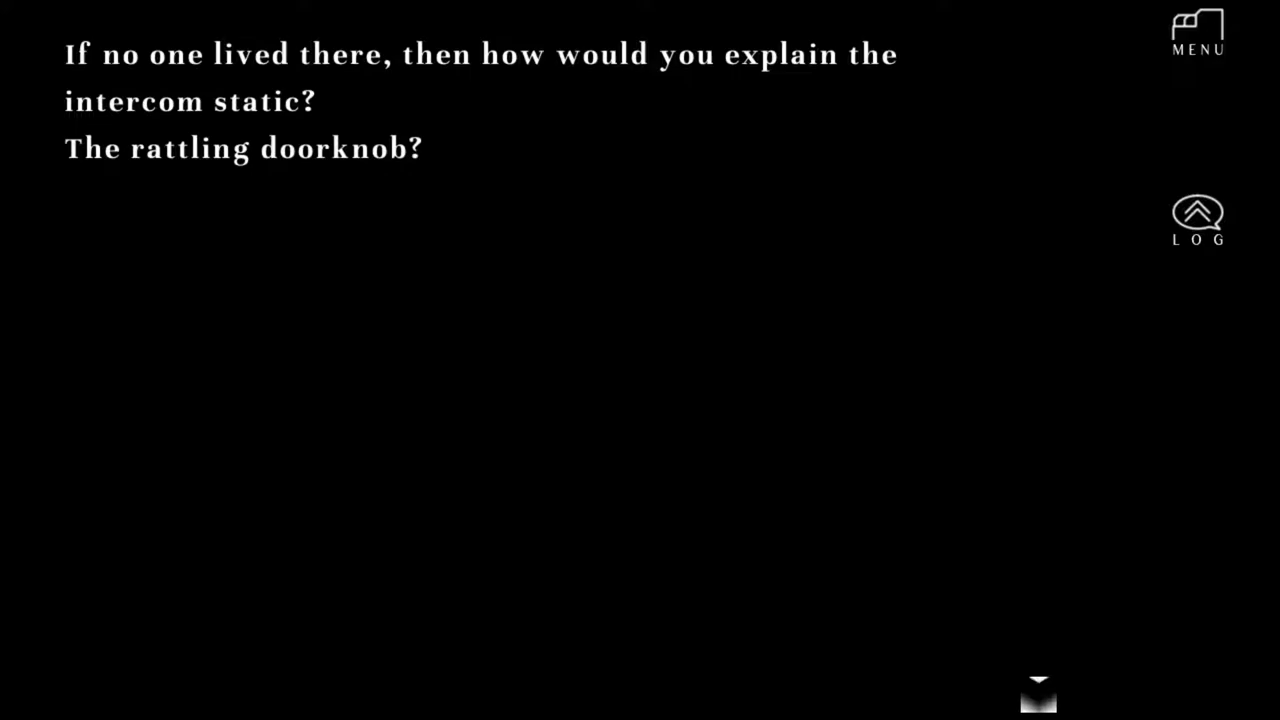 If no one lived there, then how would you explain the
intercom static?
The rattling doorknob?
MENU
LOG